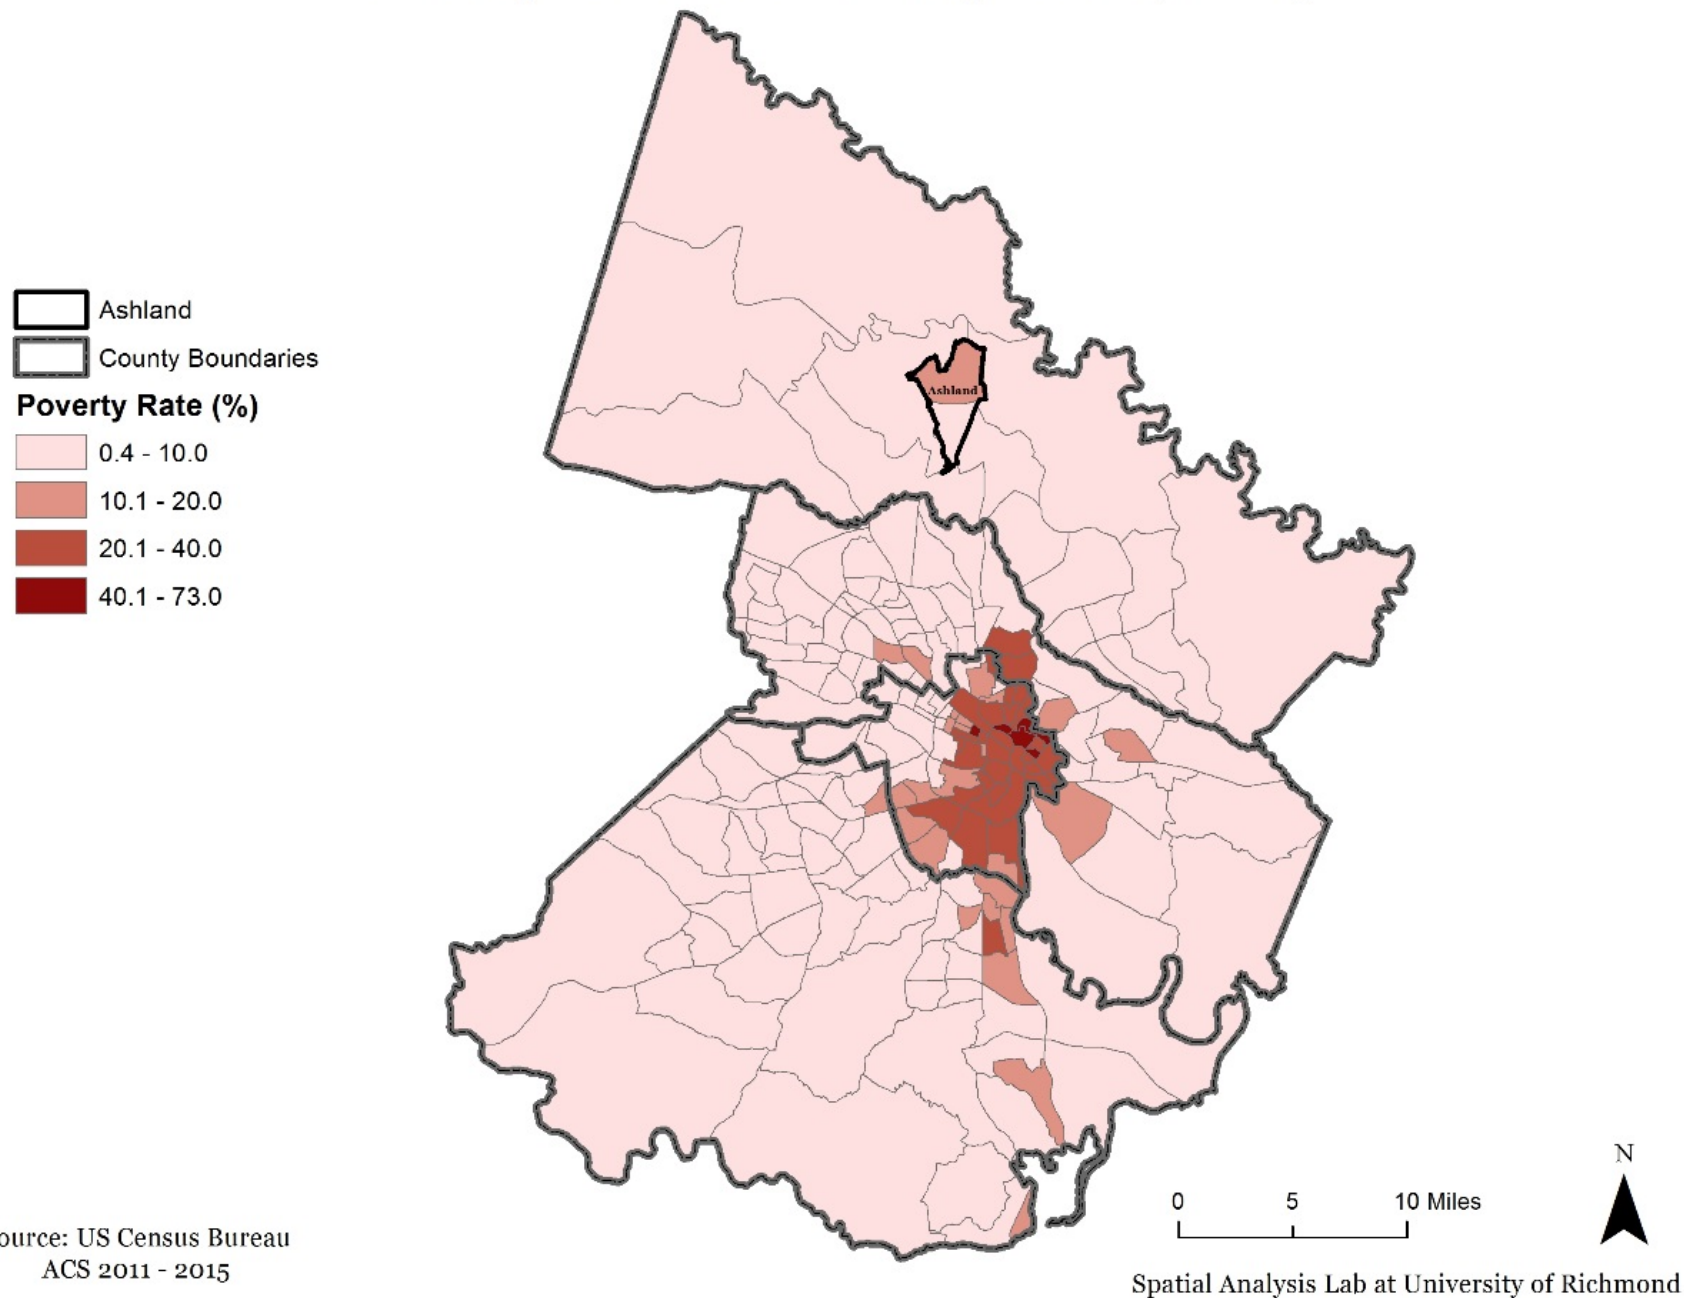 Ashland
County Boundaries
Poverty Rate (%)
0.4 - 10.0
10.1 - 20.0
20.1 - 40.0
40.1 - 73.0
Ashland
ource: US Census Bureau
ACS 2011 - 2015
N
0 5 10 Miles
Spatial Analysis Lab at University of Richmond